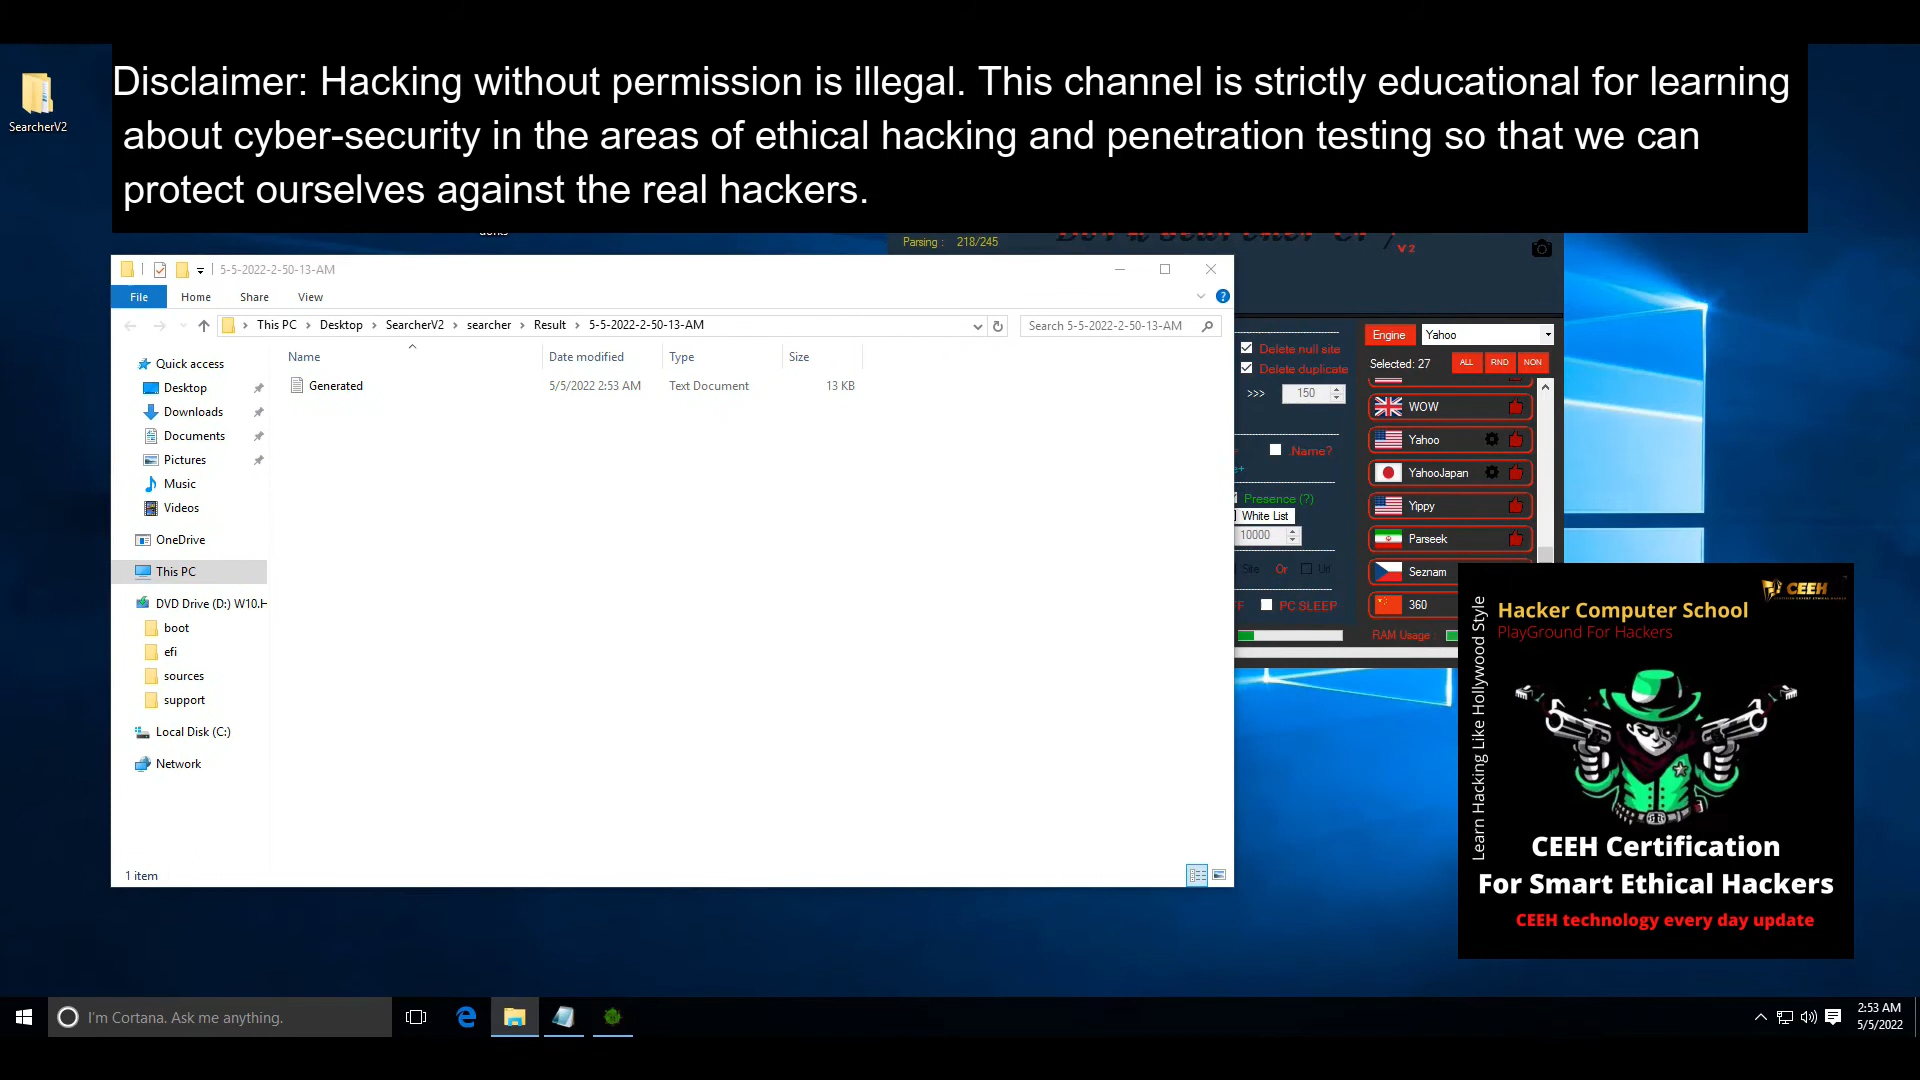 Disclaimer: Hacking without permission is illegal. This channel is strictly educational for learning
about cyber-security in the areas of ethical hacking and penetration testing so that we can
protect ourselves against the real hackers.
SearcherV2
Parsing : 218/245
V 2
5-5-2022-2-50-13-AM
File Home Share View
This PC > Desktop > SearcherV2 > searcher > Result > 5-5-2022-2-50-13-AM
Search 5-5-2022-2-50-13-AM
Name Date modified Type Size
Generated 5/5/2022 2:53 AM Text Document 13 KB
Quick access
Desktop
Downloads
Documents
Pictures
Music
Videos
OneDrive
This PC
DVD Drive (D:) W10.H
boot
efi
sources
support
Local Disk (C:)
Network
1 item
Delete null site
Delete duplicate
>>> 150
.Name?
Presence (?)
White List
10000
Site Or Url
PC SLEEP
Engine Yahoo
Selected: 27 ALL RND NON
WOW
Yahoo
YahooJapan
Yippy
Parseek
Seznam
360
RAM Usage :
CEEH
Hacker Computer School
PlayGround For Hackers
Learn Hacking Like Hollywood Style
CEEH Certification
For Smart Ethical Hackers
CEEH technology every day update
I'm Cortana. Ask me anything.
2:53 AM
5/5/2022